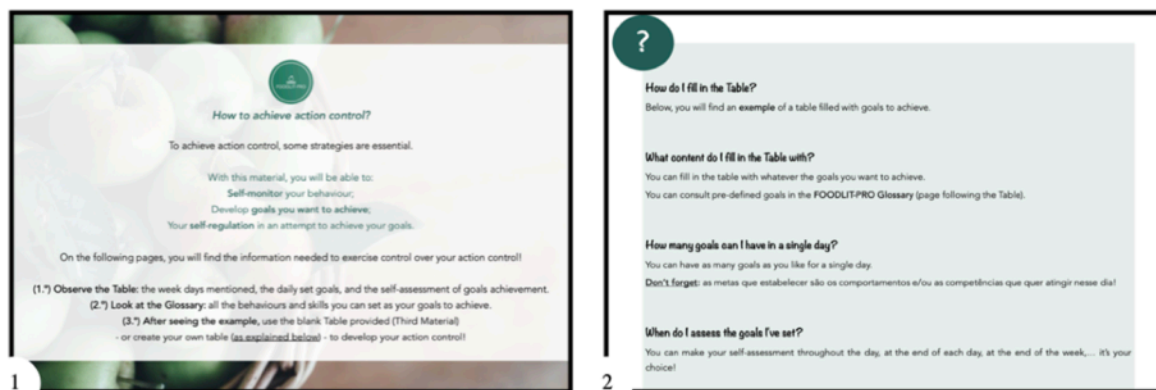 FOODLIT-PRO
How to achieve action control?
To achieve action control, some strategies are essential.
With this material, you will be able to:
Self-monitor your behaviour;
Develop goals you want to achieve;
Your self-regulation in an attempt to achieve your goals.
On the following pages, you will find the information needed to exercise control over your action control!
(1.º) Observe the Table: the week days mentioned, the daily set goals, and the self-assessment of goals achievement.
(2.º) Look at the Glossary: all the behaviours and skills you can set as your goals to achieve.
(3.º) After seeing the example, use the blank Table provided (Third Material)
- or create your own table (as explained below) - to develop your action control!
1
?
How do I fill in the Table?
Below, you will find an example of a table filled with goals to achieve.
What content do I fill in the Table with?
You can fill in the table with whatever the goals you want to achieve.
You can consult pre-defined goals in the FOODLIT-PRO Glossary (page following the Table).
How many goals can I have in a single day?
You can have as many goals as you like for a single day.
Don't forget: as metas que estabelecer são os comportamentos e/ou as competências que quer atingir nesse dia!
When do I assess the goals I've set?
You can make your self-assessment throughout the day, at the end of each day, at the end of the week,... it's your
choice!
2